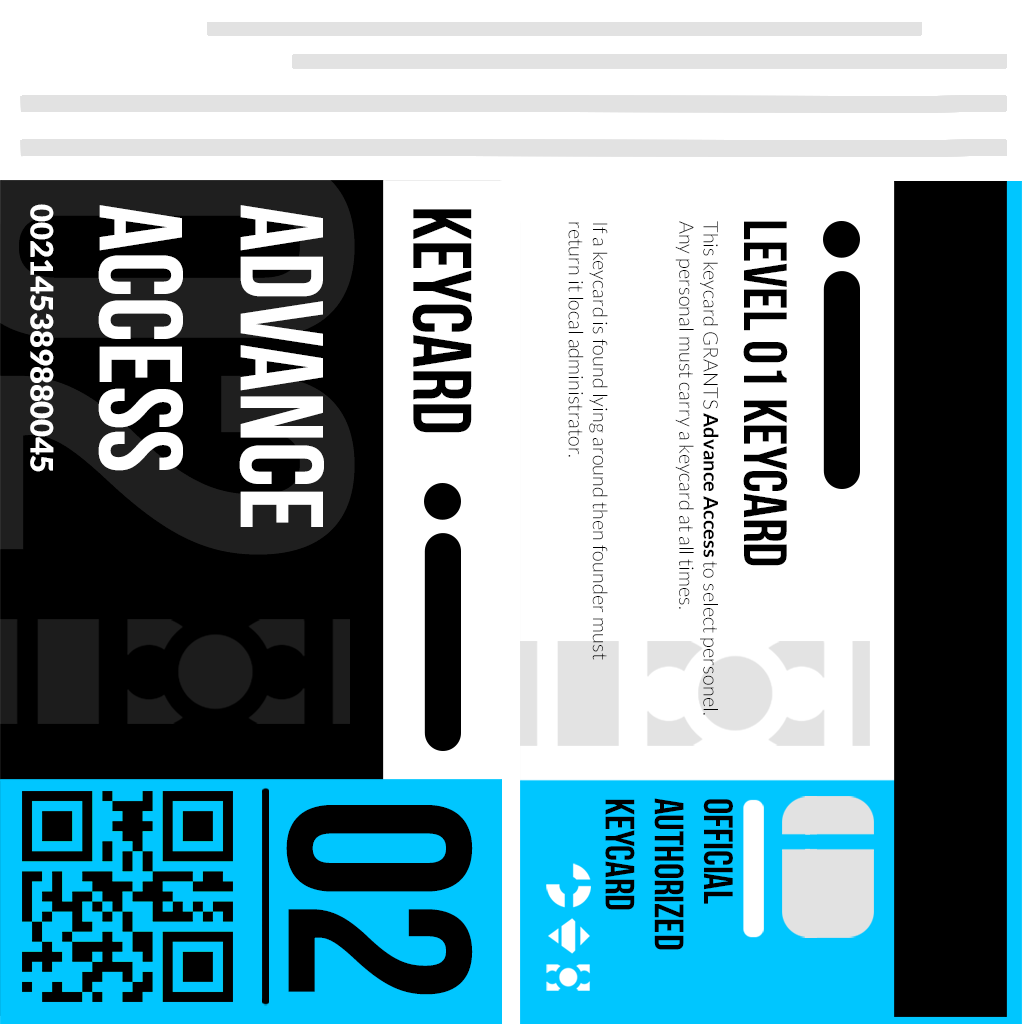 KEYCARD
ADVANCE
ACCESS
002145389880045
02
LEVEL 01 KEYCARD
This keycard GRANTS Advance Access to select personel.
Any personal must carry a keycard at all times.
If a keycard is found lying around then founder must
return it local administrator.
OFFICIAL
AUTHORIZED
KEYCARD